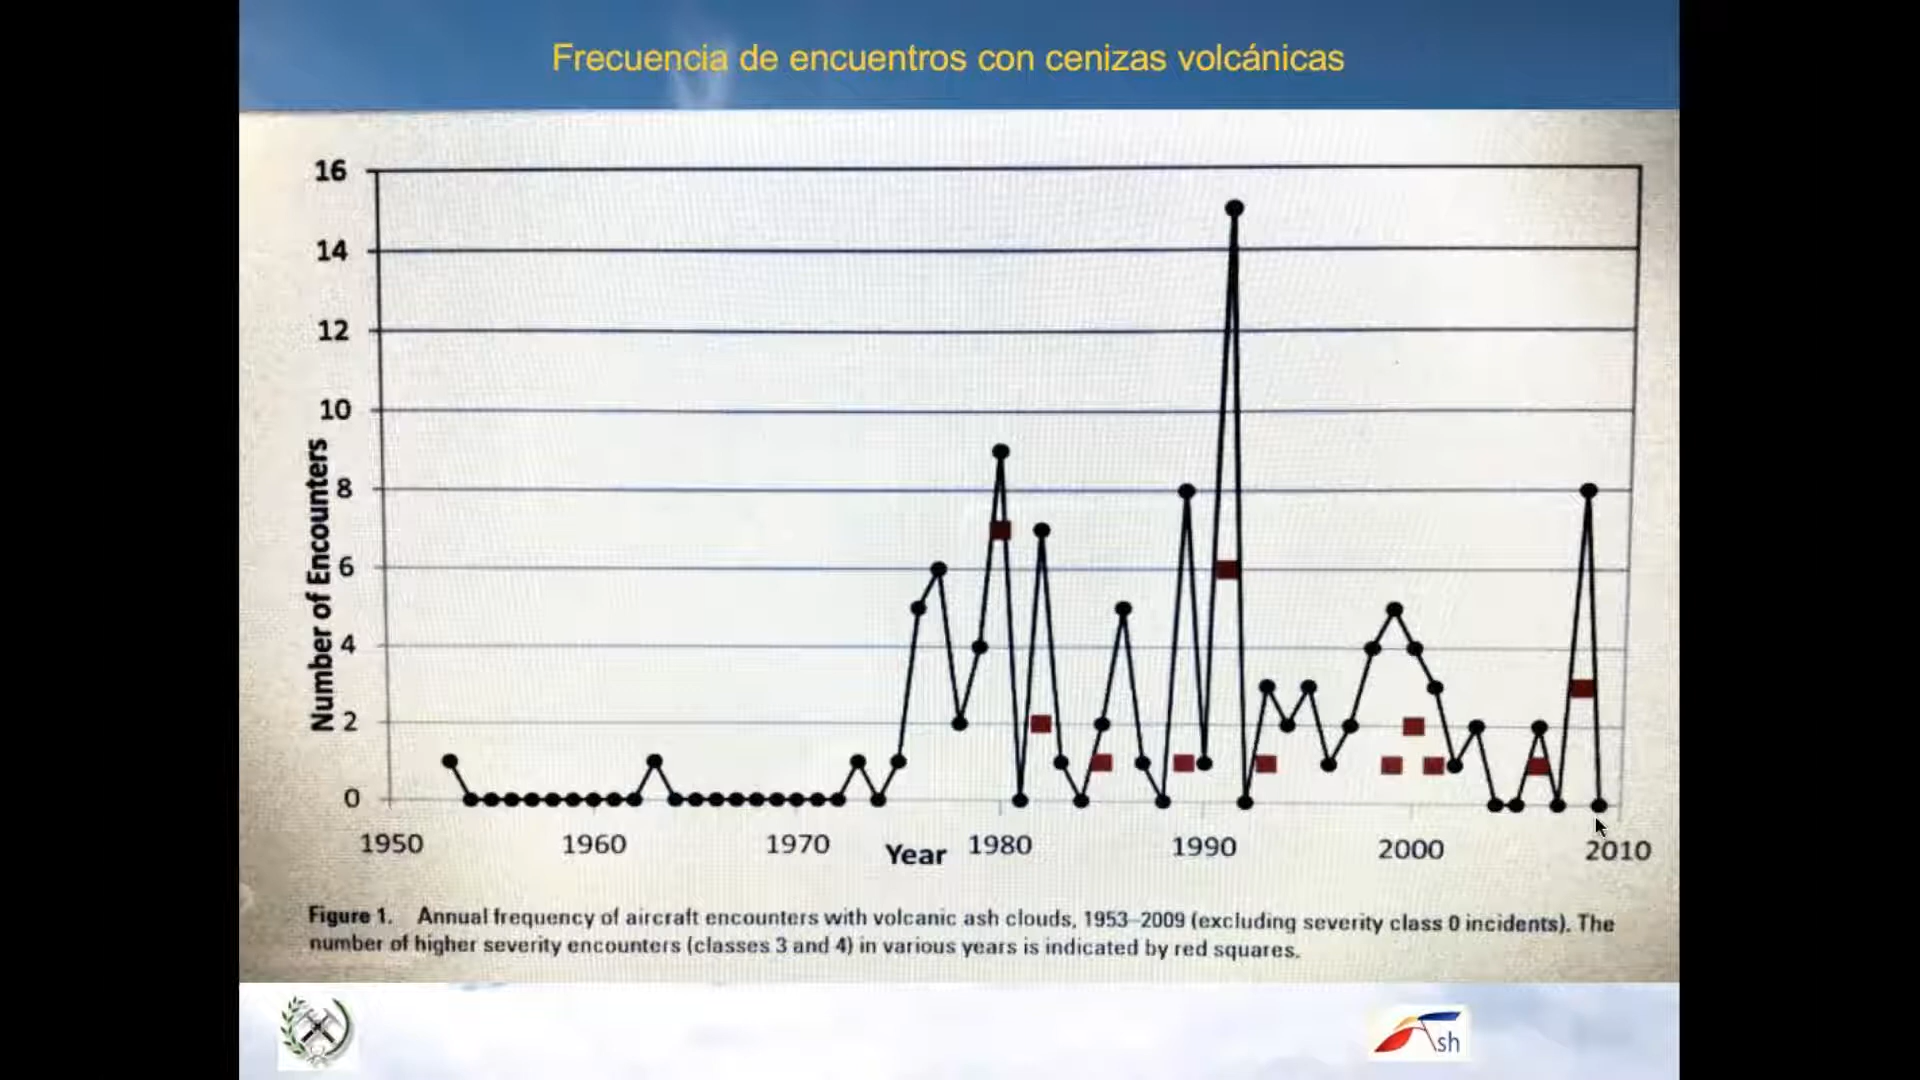 Frecuencia de encuentros con cenizas volcánicas
16
14
12
10
8
6
4
2
0
Number of Encounters
1950
1960
1970
Year
1980
1990
2000
2010
Figure 1. Annual frequency of aircraft encounters with volcanic ash clouds, 1953–2009 (excluding severity class 0 incidents). The
number of higher severity encounters (classes 3 and 4) in various years is indicated by red squares.
Ash